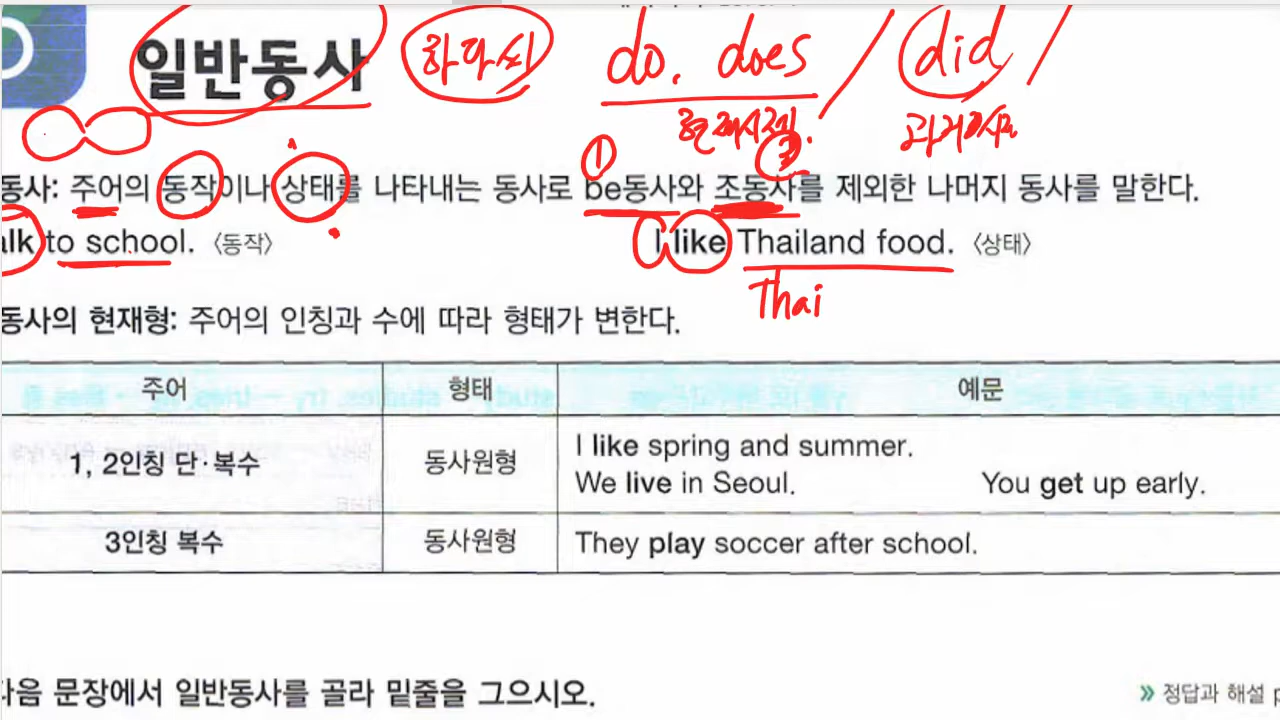 일반동사 하다씨 do. does / did /
현재시제. 과거시제
① ②
동사: 주어의 동작이나 상태를 나타내는 동사로 be동사와 조동사를 제외한 나머지 동사를 말한다.
alk to school. 〈동작〉 I like Thailand food. 〈상태〉
Thai
동사의 현재형: 주어의 인칭과 수에 따라 형태가 변한다.
주어 형태 예문
1, 2인칭 단·복수 동사원형 I like spring and summer.
We live in Seoul. You get up early.
3인칭 복수 동사원형 They play soccer after school.
다음 문장에서 일반동사를 골라 밑줄을 그으시오.
» 정답과 해설 p